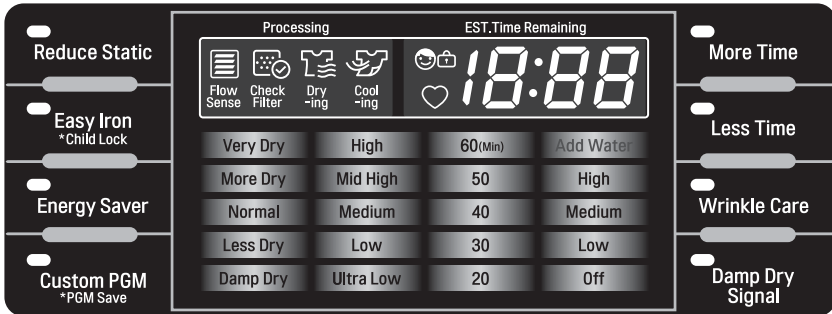 Reduce Static
Easy Iron
*Child Lock
Energy Saver
Custom PGM
*PGM Save
Processing
Flow
Sense
Check
Filter
Dry
-ing
Cool
-ing
EST.Time Remaining
18:88
Very Dry High 60(Min) Add Water
More Dry Mid High 50 High
Normal Medium 40 Medium
Less Dry Low 30 Low
Damp Dry Ultra Low 20 Off
More Time
Less Time
Wrinkle Care
Damp Dry
Signal